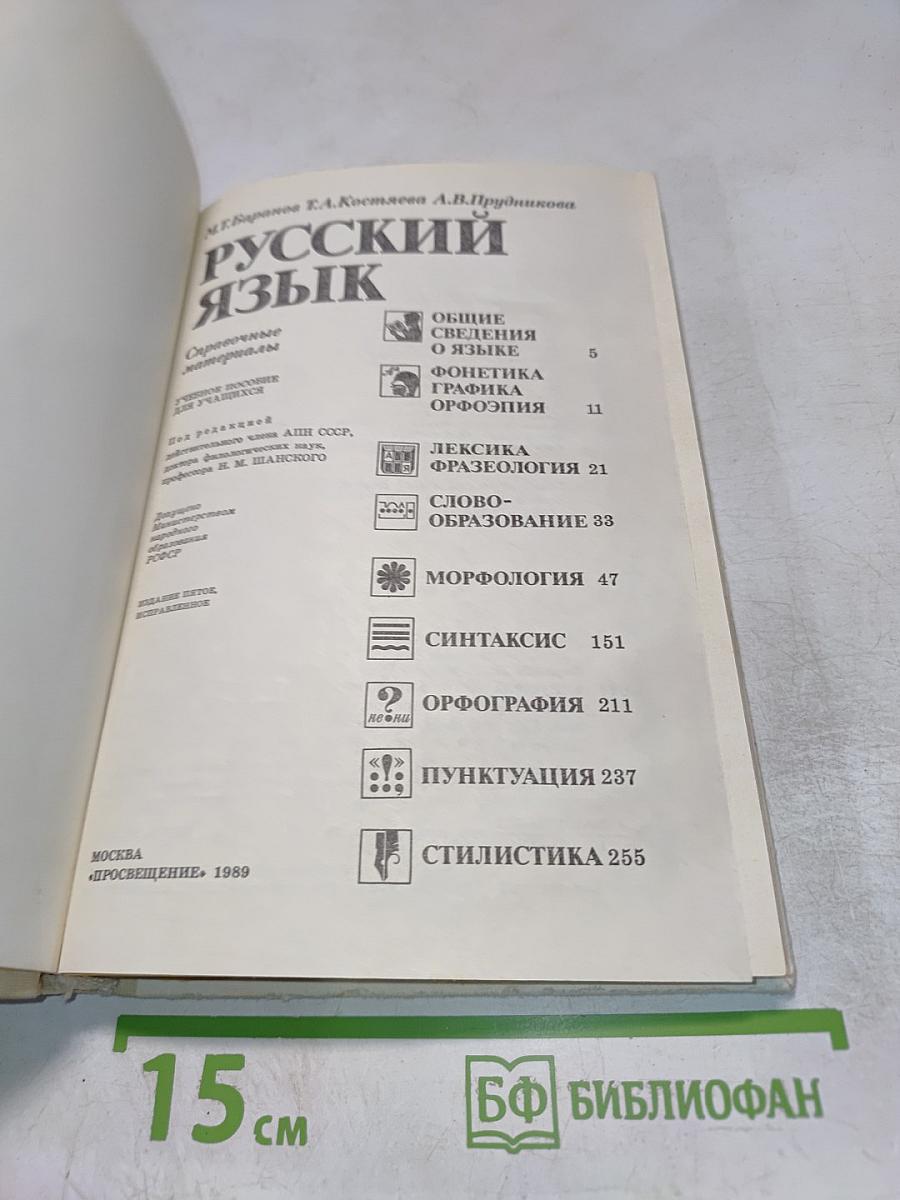 М.Т.Баранов Т.А.Костяева А.В.Прудникова
РУССКИЙ
ЯЗЫК
Справочные
материалы
УЧЕБНОЕ ПОСОБИЕ
ДЛЯ УЧАЩИХСЯ
Под редакцией
действительного члена АПН СССР,
доктора филологических наук,
профессора Н. М. ШАНСКОГО
Допущено
Министерством
народного
образования
РСФСР
ИЗДАНИЕ ПЯТОЕ,
ИСПРАВЛЕННОЕ
МОСКВА
«ПРОСВЕЩЕНИЕ» 1989
ОБЩИЕ
СВЕДЕНИЯ
О ЯЗЫКЕ 5
ФОНЕТИКА
ГРАФИКА
ОРФОЭПИЯ 11
ЛЕКСИКА
ФРАЗЕОЛОГИЯ 21
СЛОВО-
ОБРАЗОВАНИЕ 33
МОРФОЛОГИЯ 47
СИНТАКСИС 151
?
не•ни
ОРФОГРАФИЯ 211
ПУНКТУАЦИЯ 237
СТИЛИСТИКА 255
15 см
БФ БИБЛИОФАН